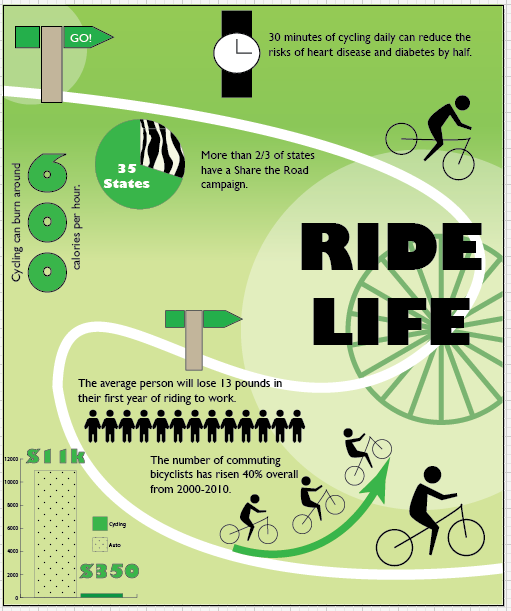 GO!
30 minutes of cycling daily can reduce the
risks of heart disease and diabetes by half.
35
States
More than 2/3 of states
have a Share the Road
campaign.
Cycling can burn around
600
calories per hour.
RIDE
LIFE
The average person will lose 13 pounds in
their first year of riding to work.
The number of commuting
bicyclists has risen 40% overall
from 2000-2010.
$11k
12000
10000
8000
6000
4000
2000
0
Cycling
Auto
$350